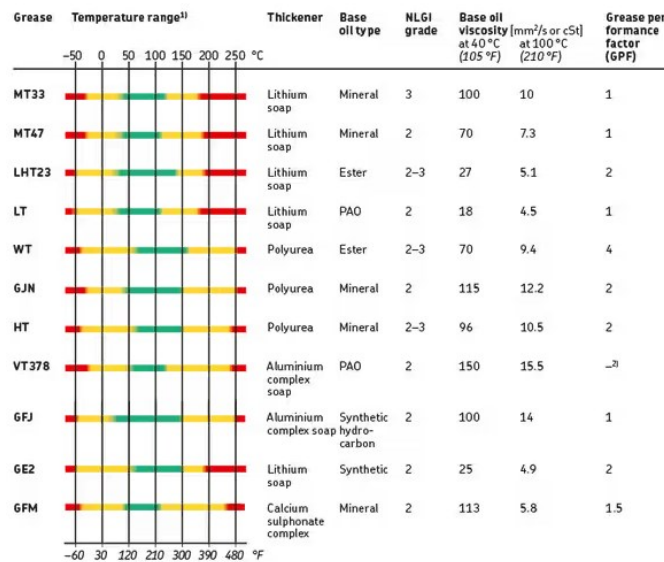 Grease Temperature range1) Thickener Base oil type NLGI grade Base oil viscosity [mm²/s or cSt] at 40 °C (105 °F) at 100 °C (210 °F) Grease per formance factor (GPF)
−50 0 50 100 150 200 250 °C
MT33 Lithium soap Mineral 3 100 10 1
MT47 Lithium soap Mineral 2 70 7.3 1
LHT23 Lithium soap Ester 2–3 27 5.1 2
LT Lithium soap PAO 2 18 4.5 1
WT Polyurea Ester 2–3 70 9.4 4
GJN Polyurea Mineral 2 115 12.2 2
HT Polyurea Mineral 2–3 96 10.5 2
VT378 Aluminium complex soap PAO 2 150 15.5 –2)
GFJ Aluminium complex soap Synthetic hydro-carbon 2 100 14 1
GE2 Lithium soap Synthetic 2 25 4.9 2
GFM Calcium sulphonate complex Mineral 2 113 5.8 1.5
−60 30 120 210 300 390 480 °F